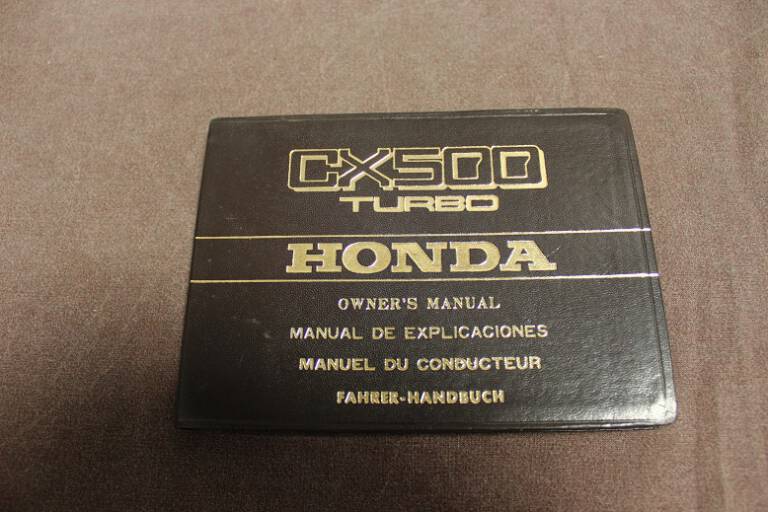 CX500
TURBO
HONDA
OWNER'S MANUAL
MANUAL DE EXPLICACIONES
MANUEL DU CONDUCTEUR
FAHRER-HANDBUCH